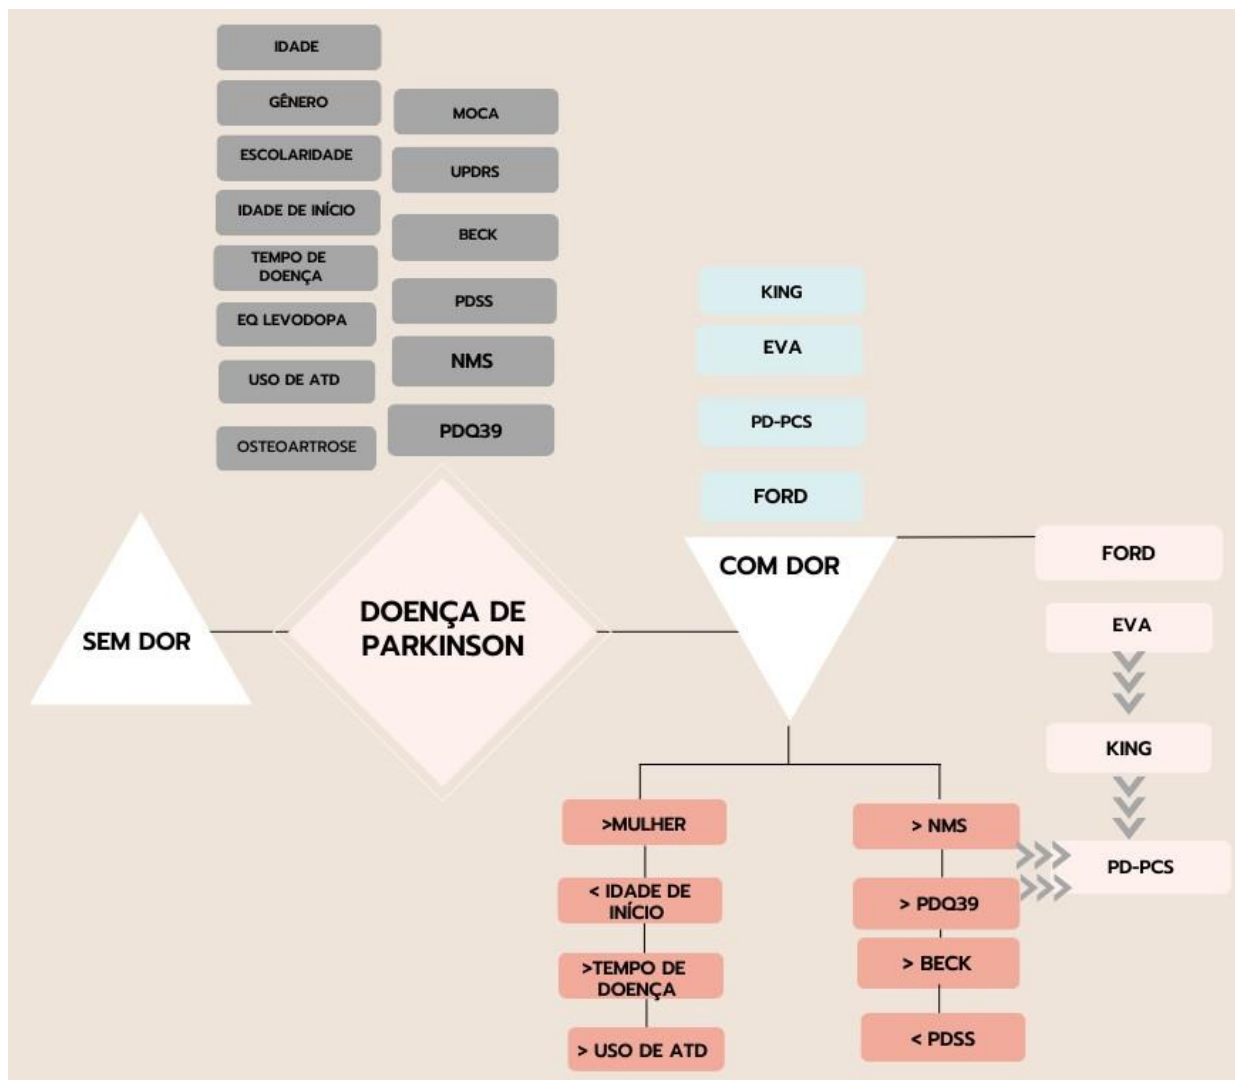 IDADE
GÊNERO
ESCOLARIDADE
IDADE DE INÍCIO
TEMPO DE
DOENÇA
EQ LEVODOPA
USO DE ATD
OSTEOARTROSE
MOCA
UPDRS
BECK
PDSS
NMS
PDQ39
KING
EVA
PD-PCS
FORD
SEM DOR
DOENÇA DE
PARKINSON
COM DOR
FORD
EVA
KING
PD-PCS
>MULHER
< IDADE DE
INÍCIO
>TEMPO DE
DOENÇA
> USO DE ATD
> NMS
> PDQ39
> BECK
< PDSS